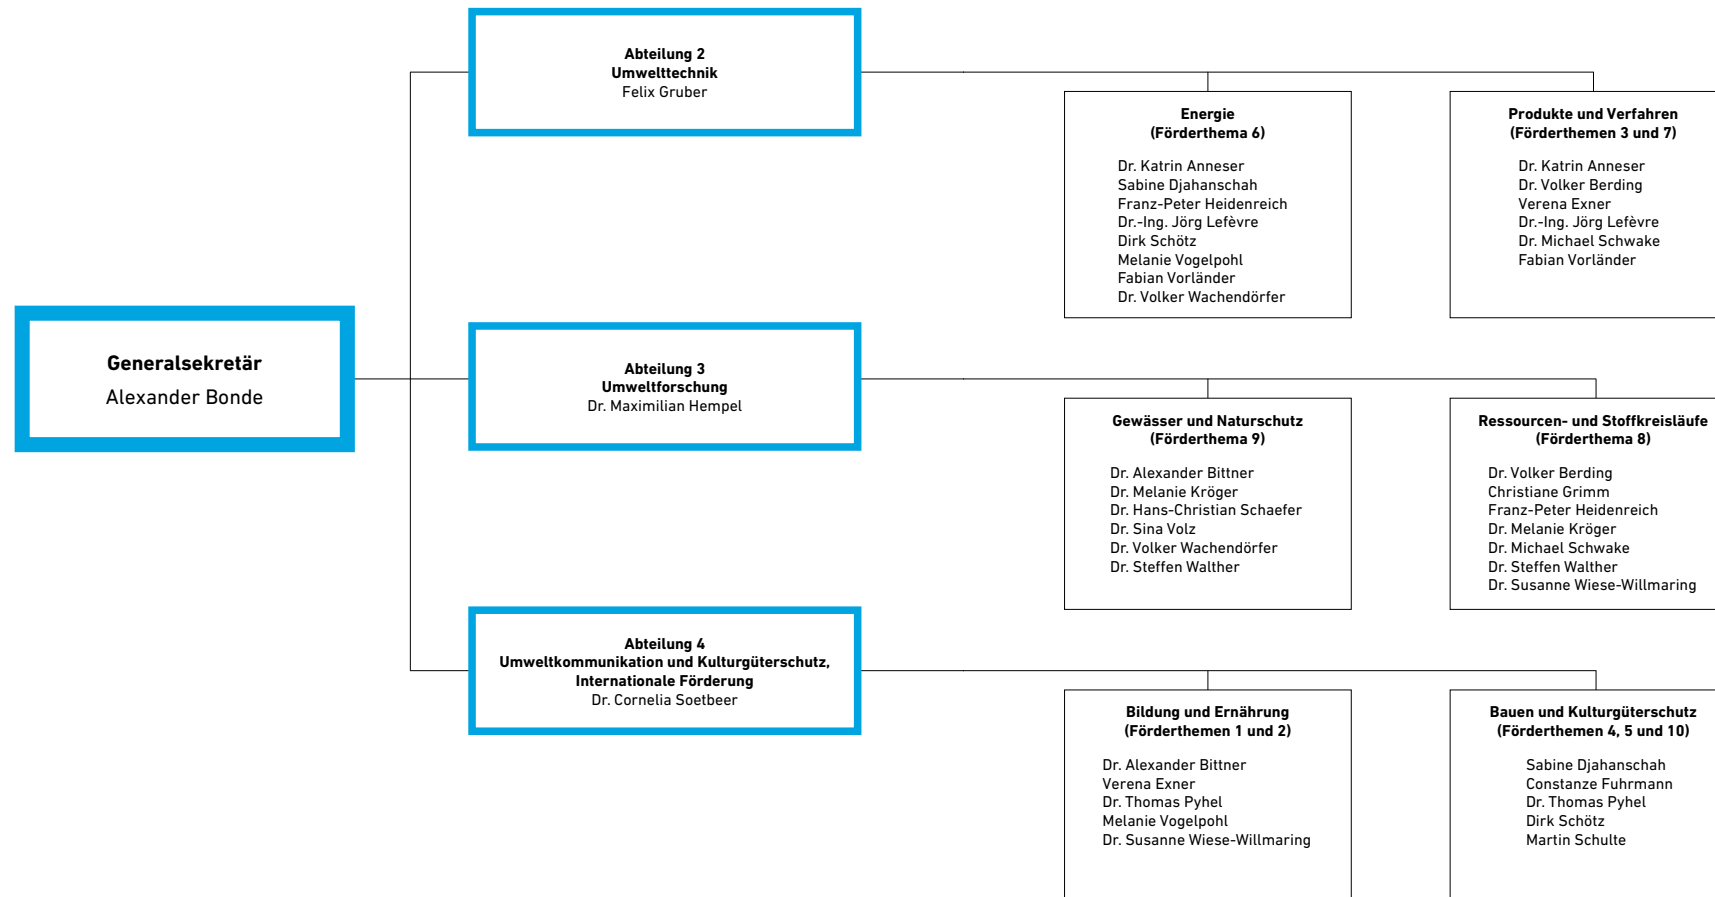 Generalsekretär
Alexander Bonde
Abteilung 2
Umwelttechnik
Felix Gruber
Energie
(Förderthema 6)
Dr. Katrin Anneser
Sabine Djahanschah
Franz-Peter Heidenreich
Dr.-Ing. Jörg Lefèvre
Dirk Schötz
Melanie Vogelpohl
Fabian Vorländer
Dr. Volker Wachendörfer
Produkte und Verfahren
(Förderthemen 3 und 7)
Dr. Katrin Anneser
Dr. Volker Berding
Verena Exner
Dr.-Ing. Jörg Lefèvre
Dr. Michael Schwake
Fabian Vorländer
Abteilung 3
Umweltforschung
Dr. Maximilian Hempel
Gewässer und Naturschutz
(Förderthema 9)
Dr. Alexander Bittner
Dr. Melanie Kröger
Dr. Hans-Christian Schaefer
Dr. Sina Volz
Dr. Volker Wachendörfer
Dr. Steffen Walther
Ressourcen- und Stoffkreisläufe
(Förderthema 8)
Dr. Volker Berding
Christiane Grimm
Franz-Peter Heidenreich
Dr. Melanie Kröger
Dr. Michael Schwake
Dr. Steffen Walther
Dr. Susanne Wiese-Willmaring
Abteilung 4
Umweltkommunikation und Kulturgüterschutz,
Internationale Förderung
Dr. Cornelia Soetbeer
Bildung und Ernährung
(Förderthemen 1 und 2)
Dr. Alexander Bittner
Verena Exner
Dr. Thomas Pyhel
Melanie Vogelpohl
Dr. Susanne Wiese-Willmaring
Bauen und Kulturgüterschutz
(Förderthemen 4, 5 und 10)
Sabine Djahanschah
Constanze Fuhrmann
Dr. Thomas Pyhel
Dirk Schötz
Martin Schulte